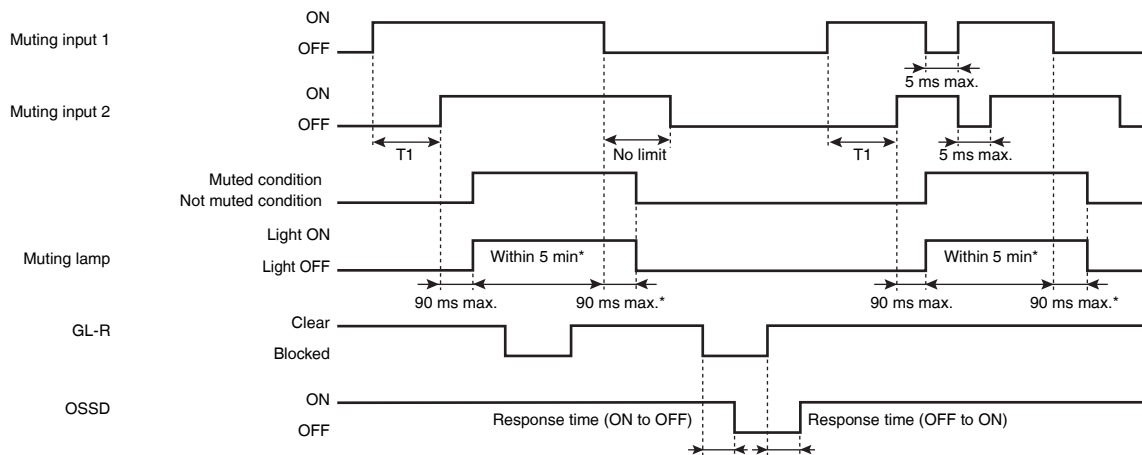 ON
Muting input 1
OFF
5 ms max.
ON
Muting input 2
OFF
T1
No limit
T1
5 ms max.
Muted condition
Not muted condition
Light ON
Muting lamp
Within 5 min*
Within 5 min*
Light OFF
90 ms max.
90 ms max.*
90 ms max.
90 ms max.*
Clear
GL-R
Blocked
ON
OSSD
Response time (ON to OFF)
Response time (OFF to ON)
OFF